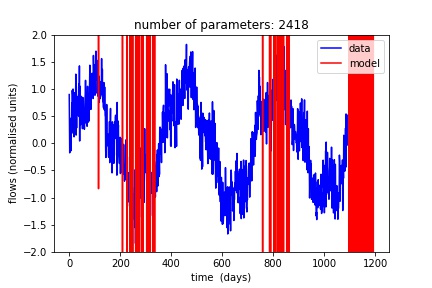 number of parameters: 2418
data
model
2.0
1.5
1.0
0.5
0.0
−0.5
−1.0
−1.5
−2.0
flows (normalised units)
0 200 400 600 800 1000 1200
time (days)